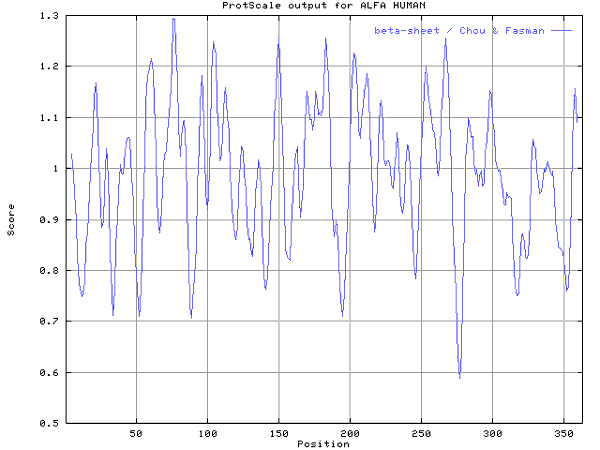 ProtScale output for ALFA HUMAN
1.3
beta-sheet / Chou & Fasman
1.2
1.1
1
0.9
Score
0.8
0.7
0.6
0.5
50 100 150 200 250 300 350
Position